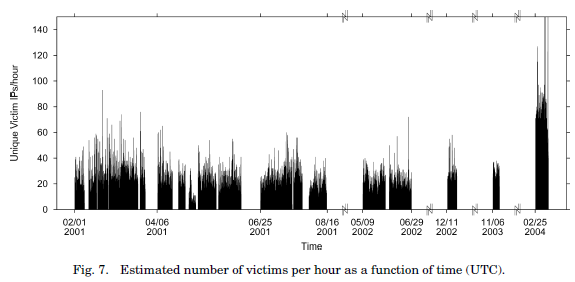 140
120
100
80
60
40
20
0
Unique Victim IPs/hour
02/01 04/06 06/25 08/16 05/09 06/29 12/11 11/06 02/25
2001 2001 2001 2001 2002 2002 2002 2003 2004
Time
Fig. 7. Estimated number of victims per hour as a function of time (UTC).